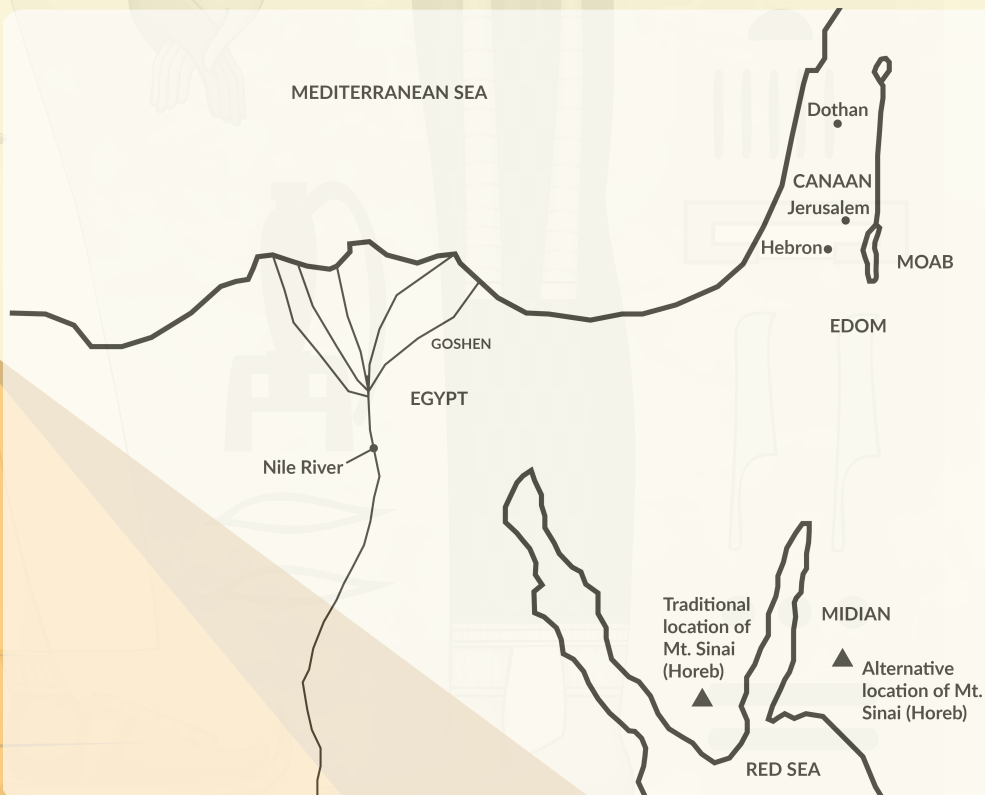 MEDITERRANEAN SEA
Dothan
CANAAN
Jerusalem
Hebron
MOAB
EDOM
GOSHEN
EGYPT
Nile River
Traditional
location of
Mt. Sinai
(Horeb)
MIDIAN
Alternative
location of Mt.
Sinai (Horeb)
RED SEA